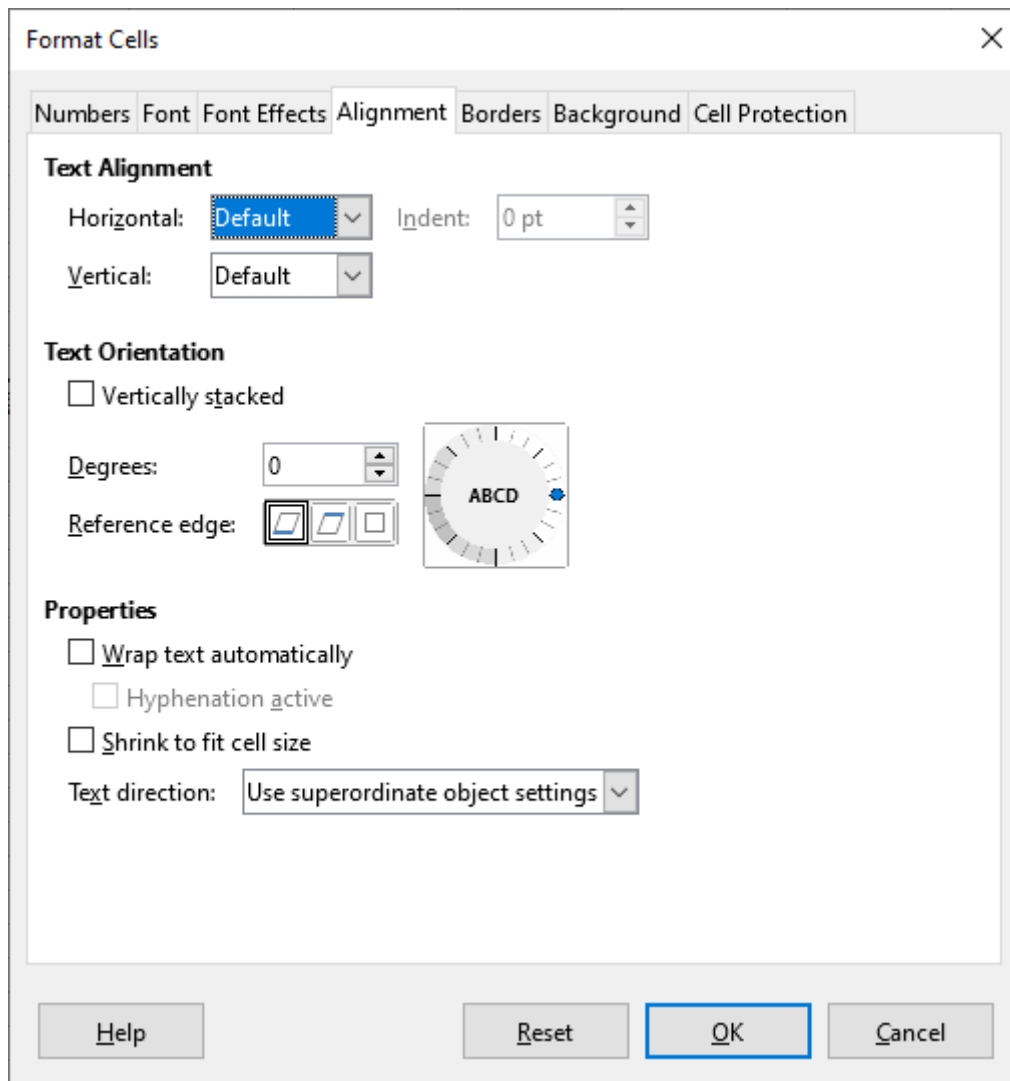 Format Cells
Numbers Font Font Effects Alignment Borders Background Cell Protection
Text Alignment
Horizontal: Default Indent: 0 pt
Vertical: Default
Text Orientation
Vertically stacked
Degrees: 0
ABCD
Reference edge:
Properties
Wrap text automatically
Hyphenation active
Shrink to fit cell size
Text direction: Use superordinate object settings
Help Reset OK Cancel